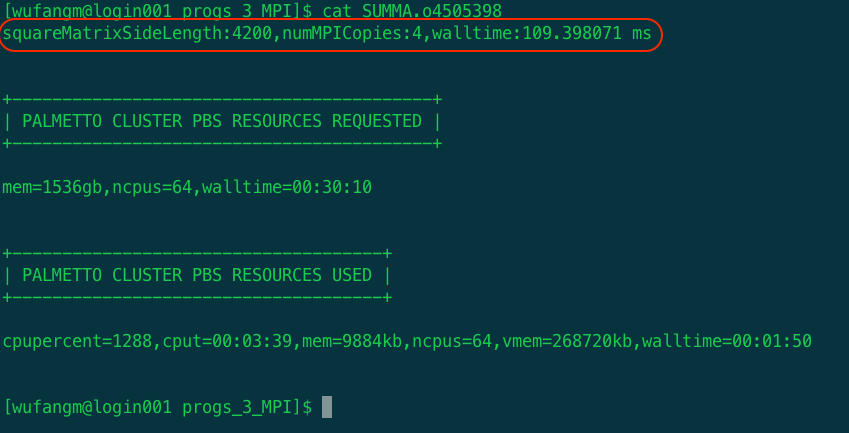 [wufangm@login001 progs_3_MPI]$ cat SUMMA.o4505398
squareMatrixSideLength:4200,numMPICopies:4,walltime:109.398071 ms
+------------------------------------------+
| PALMETTO CLUSTER PBS RESOURCES REQUESTED |
+------------------------------------------+
mem=1536gb,ncpus=64,walltime=00:30:10
+-------------------------------------+
| PALMETTO CLUSTER PBS RESOURCES USED |
+-------------------------------------+
cpupercent=1288,cput=00:03:39,mem=9884kb,ncpus=64,vmem=268720kb,walltime=00:01:50
[wufangm@login001 progs_3_MPI]$